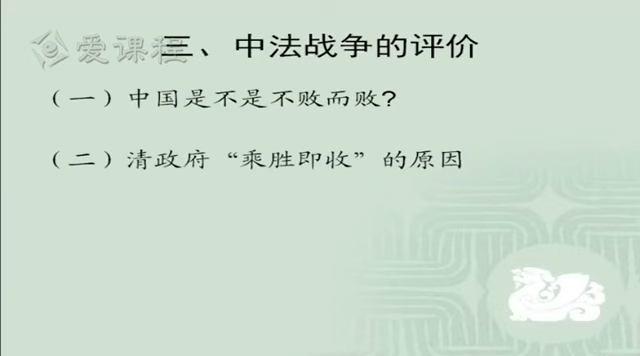 爱课程
三、中法战争的评价
（一）中国是不是不败而败?
（二）清政府“乘胜即收”的原因